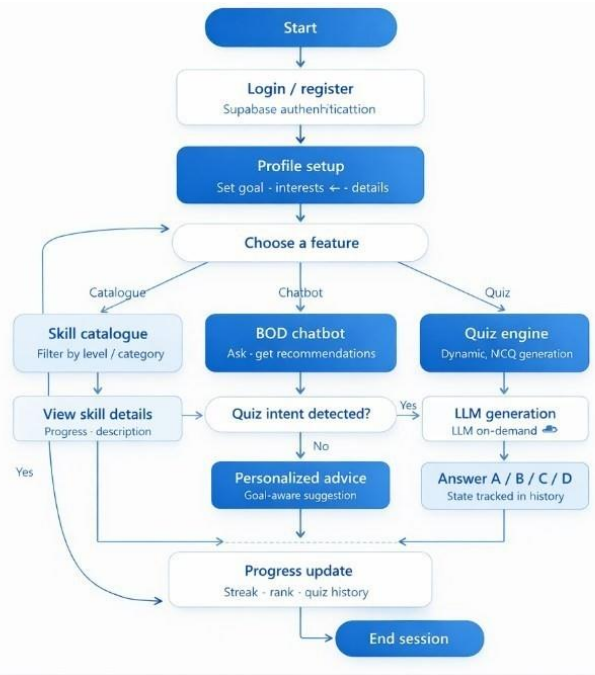 Start
Login / register
Supabase authenhiticattion
Profile setup
Set goal - interests ← - details
Choose a feature
Catalogue
Chatbot
Quiz
Skill catalogue
Filter by level / category
BOD chatbot
Ask - get recommendations
Quiz engine
Dynamic, NCQ generation
View skill details
Progress · description
Quiz intent detected?
Yes
LLM generation
LLM on-demand
No
Yes
Personalized advice
Goal-aware suggestion
Answer A / B / C / D
State tracked in history
Progress update
Streak - rank - quiz history
End session